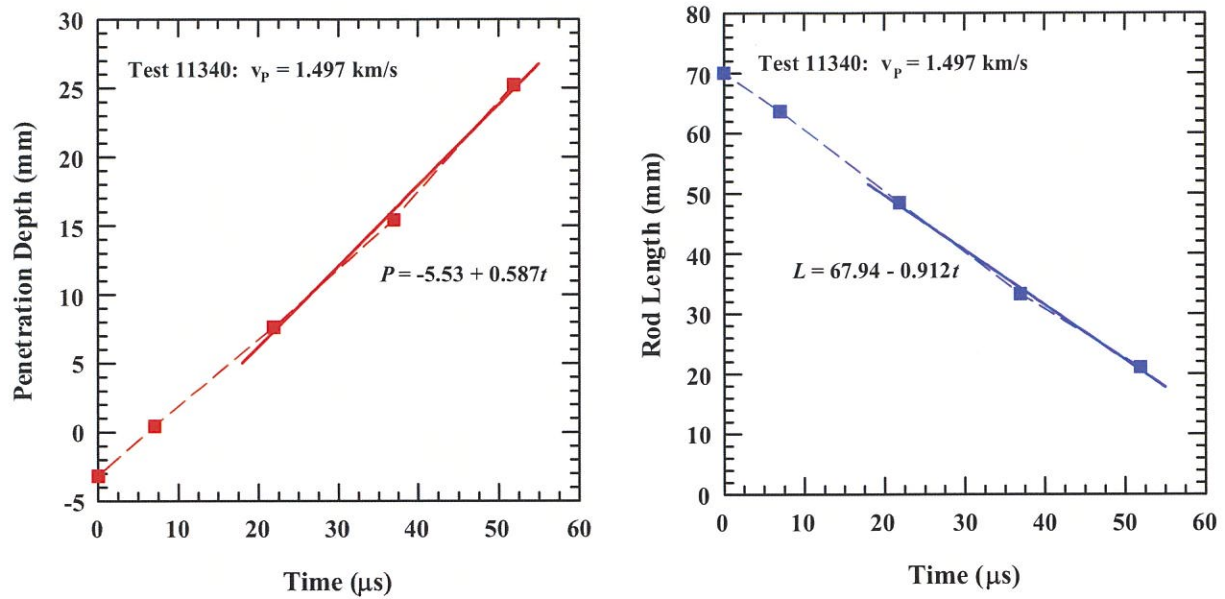 30
25
20
15
10
5
0
-5
Penetration Depth (mm)
Test 11340: vₚ = 1.497 km/s
P = -5.53 + 0.587t
0 10 20 30 40 50 60
Time (μs)
80
70
60
50
40
30
20
10
0
Rod Length (mm)
Test 11340: vₚ = 1.497 km/s
L = 67.94 - 0.912t
0 10 20 30 40 50 60
Time (μs)